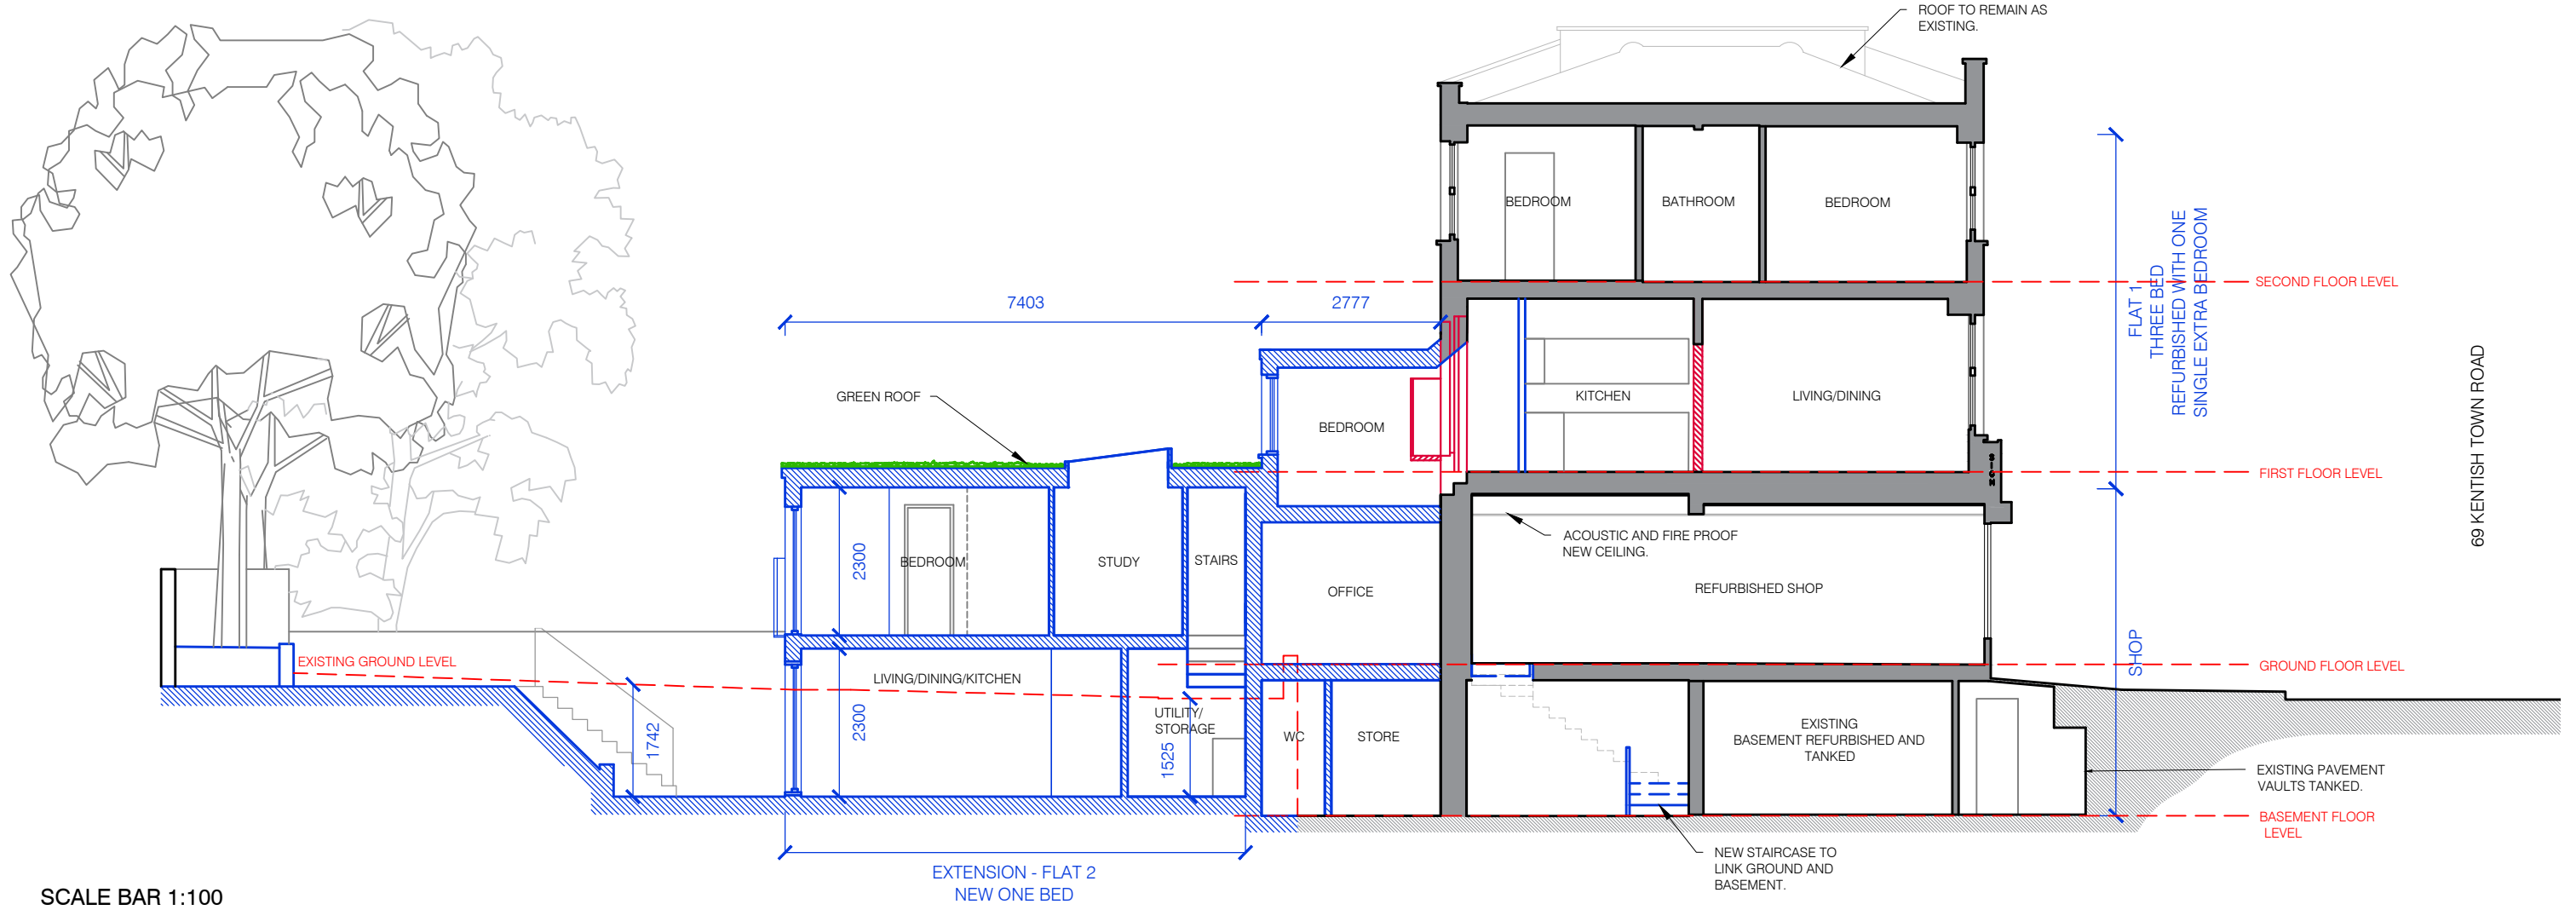 ROOF TO REMAIN AS
EXISTING.
BEDROOM
BATHROOM
BEDROOM
SECOND FLOOR LEVEL
FLAT 1
THREE BED
REFURBISHED WITH ONE
SINGLE EXTRA BEDROOM
7403
2777
GREEN ROOF
BEDROOM
KITCHEN
LIVING/DINING
69 KENTISH TOWN ROAD
FIRST FLOOR LEVEL
SIGN
ACOUSTIC AND FIRE PROOF
NEW CEILING.
2300
BEDROOM
STUDY
STAIRS
OFFICE
REFURBISHED SHOP
SHOP
EXISTING GROUND LEVEL
GROUND FLOOR LEVEL
LIVING/DINING/KITCHEN
2300
1742
UTILITY/
STORAGE
1525
WC
STORE
EXISTING
BASEMENT REFURBISHED AND
TANKED
EXISTING PAVEMENT
VAULTS TANKED.
BASEMENT FLOOR
LEVEL
NEW STAIRCASE TO
LINK GROUND AND
BASEMENT.
EXTENSION - FLAT 2
NEW ONE BED
SCALE BAR 1:100